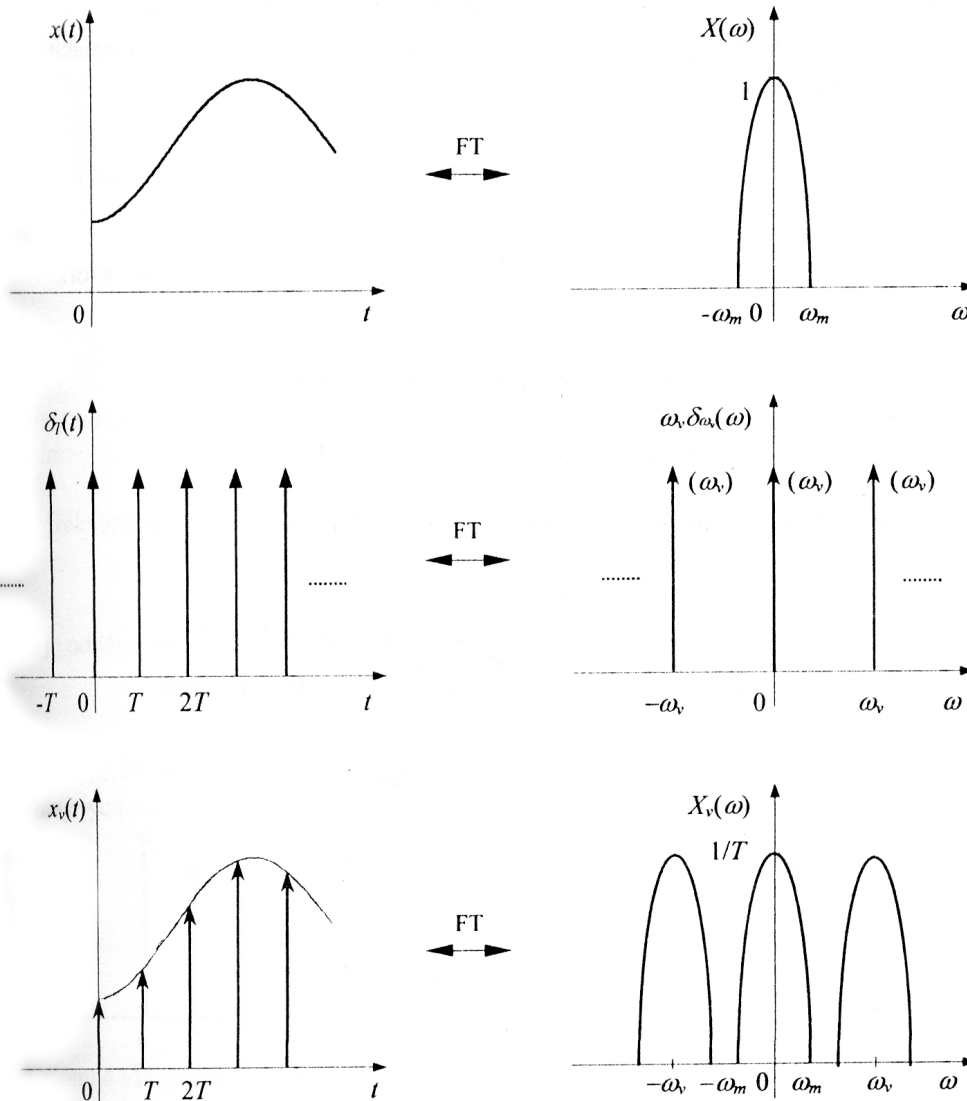 x(t)
X(ω)
1
FT
0
t
-ωm 0 ωm
ω
δT(t)
ωvδωv(ω)
(ωv) (ωv) (ωv)
FT
-T 0 T 2T t
−ωv 0 ωv ω
xv(t)
Xv(ω)
1/T
FT
0 T 2T t
−ωv −ωm 0 ωm ωv ω